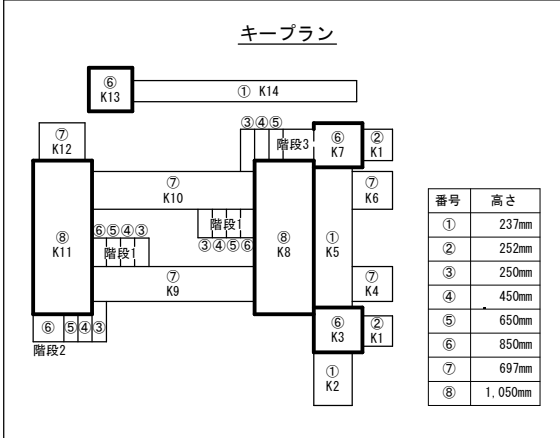 キープラン
⑥
K13
① K14
③④⑤
階段3
⑥
K7
②
K1
⑦
K12
⑦
K10
⑦
K6
⑧
K11
⑥⑤④③
階段1
階段1
③④⑤⑥
⑧
K8
①
K5
⑦
K9
⑦
K4
⑥
⑤④③
階段2
⑥
K3
②
K1
①
K2
番号 高さ
① 237mm
② 252mm
③ 250mm
④ 450mm
⑤ 650mm
⑥ 850mm
⑦ 697mm
⑧ 1,050mm